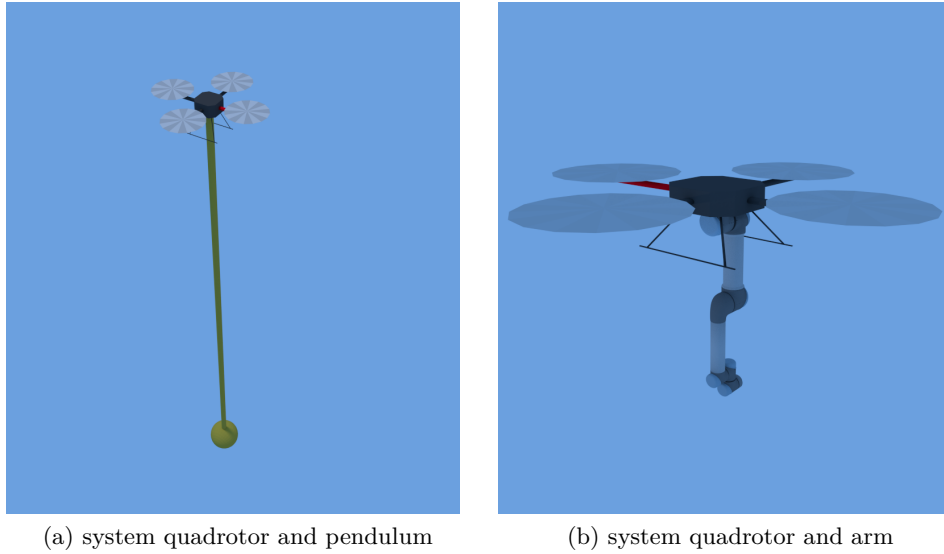 (a) system quadrotor and pendulum
(b) system quadrotor and arm